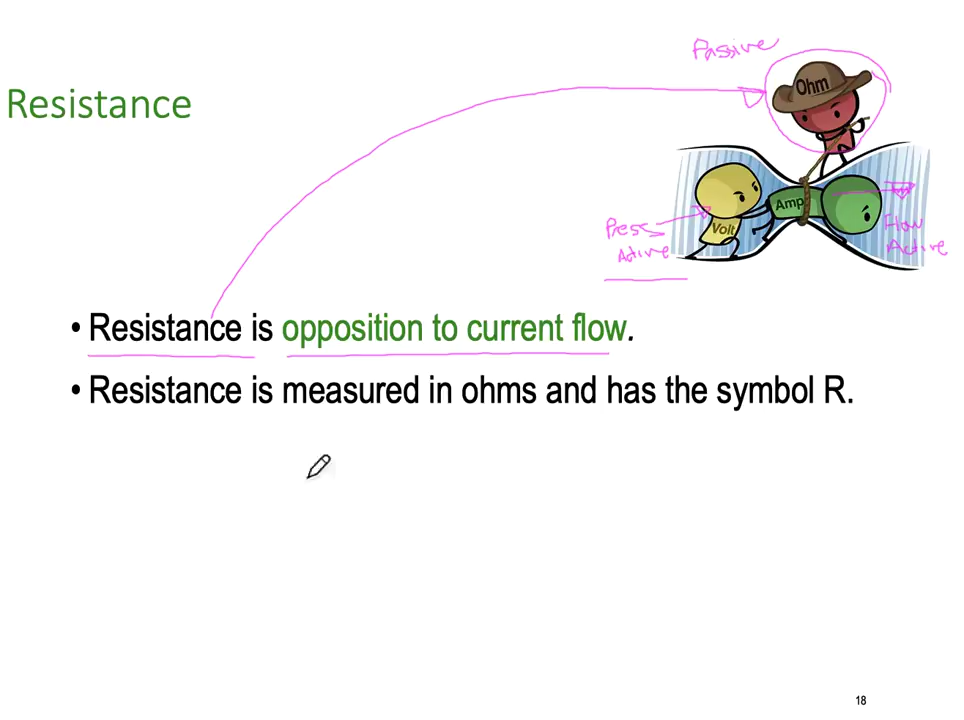 Passive
Ohm
Resistance
Amp
Volt
Press
Active
Flow
Active
• Resistance is opposition to current flow.
• Resistance is measured in ohms and has the symbol R.
18